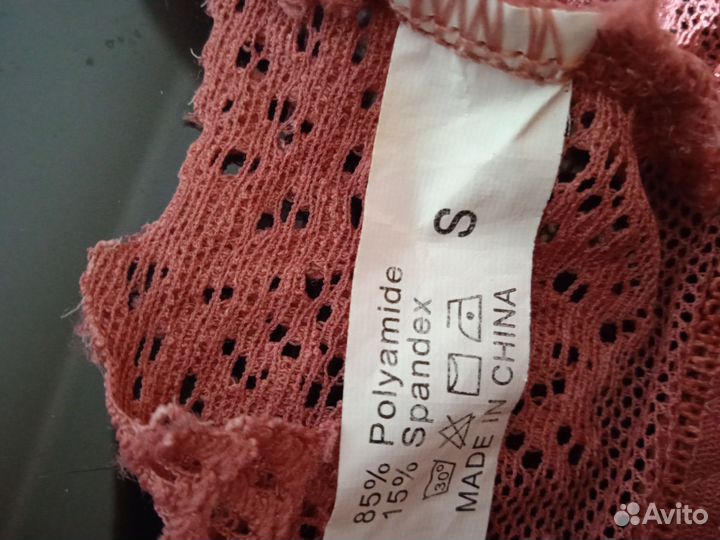 S
85% Polyamide
15% Spandex
30°
MADE IN CHINA
Avito